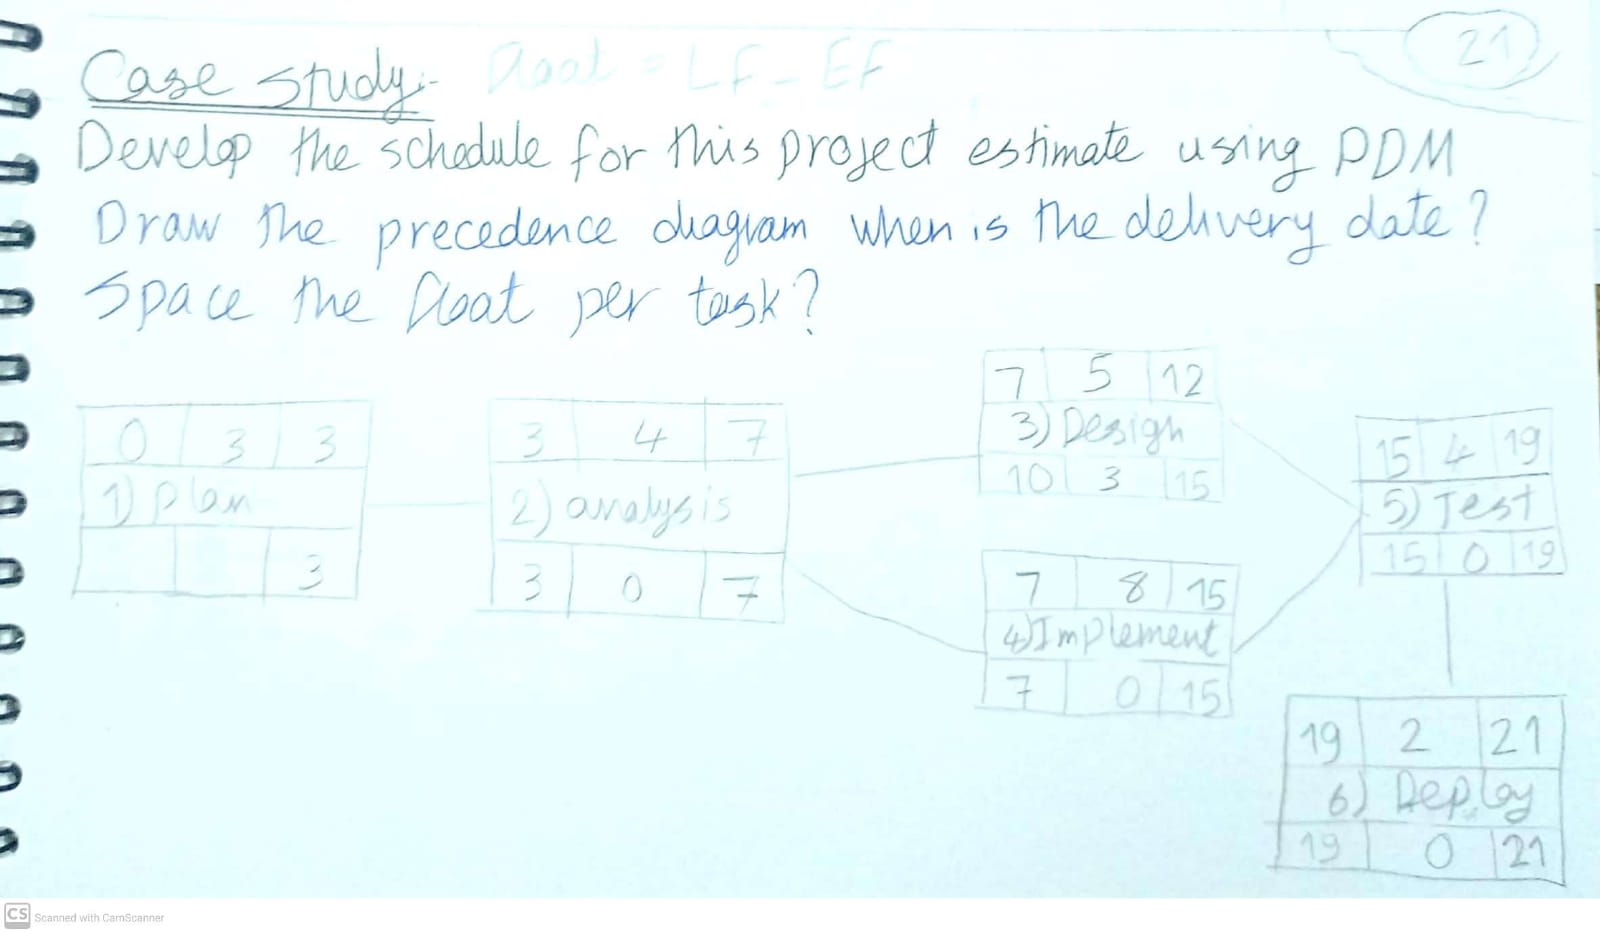 21
Case study:- Float = LF - EF
Develop the schedule for this project estimate using PDM
Draw the precedence diagram when is the delivery date?
Space the float per task?
0 3 3
1) plan
3
3 4 7
2) analysis
3 0 7
7 5 12
3) Design
10 3 15
7 8 15
4) Implement
7 0 15
15 4 19
5) Test
15 0 19
19 2 21
6) Deploy
19 0 21
CS Scanned with CamScanner